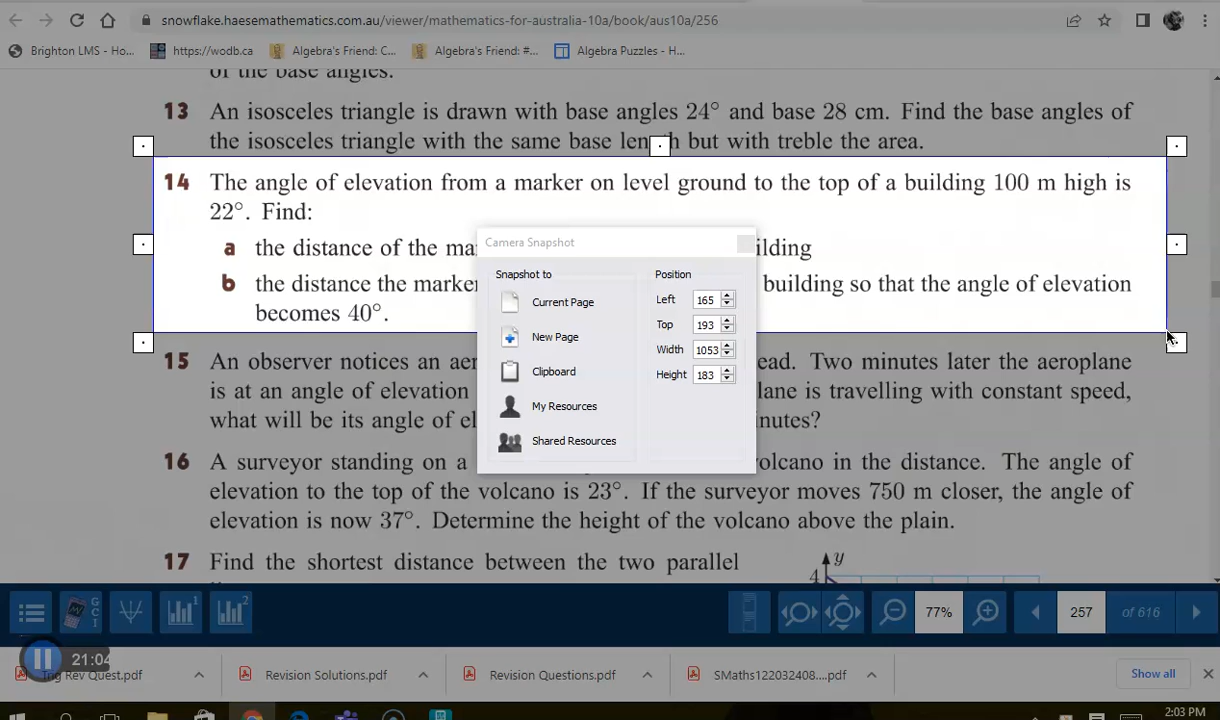 snowflake.haesemathematics.com.au/viewer/mathematics-for-australia-10a/book/aus10a/256
Brighton LMS - Ho...
https://wodb.ca
Algebra's Friend: C...
Algebra's Friend: #...
Algebra Puzzles - H...
of the base angles.
13 An isosceles triangle is drawn with base angles 24° and base 28 cm. Find the base angles of
the isosceles triangle with the same base length but with treble the area.
14 The angle of elevation from a marker on level ground to the top of a building 100 m high is
22°. Find:
a the distance of the ilding
b the distance the building so that the angle of elevation
becomes 40°.
Camera Snapshot
Snapshot to
Current Page
New Page
Clipboard
My Resources
Shared Resources
Position
Left 165
Top 193
Width 1053
Height 183
15 An observer notices an ead. Two minutes later the aeroplane
is at an angle of elevation lane is travelling with constant speed,
what will be its angle of nutes?
16 A surveyor standing on a volcano in the distance. The angle of
elevation to the top of the volcano is 23°. If the surveyor moves 750 m closer, the angle of
elevation is now 37°. Determine the height of the volcano above the plain.
17 Find the shortest distance between the two parallel
y
4
G
C
I
1
2
77%
257
of 616
21:04
Trig Rev Quest.pdf
Revision Solutions.pdf
Revision Questions.pdf
SMaths122032408....pdf
Show all
2:03 PM